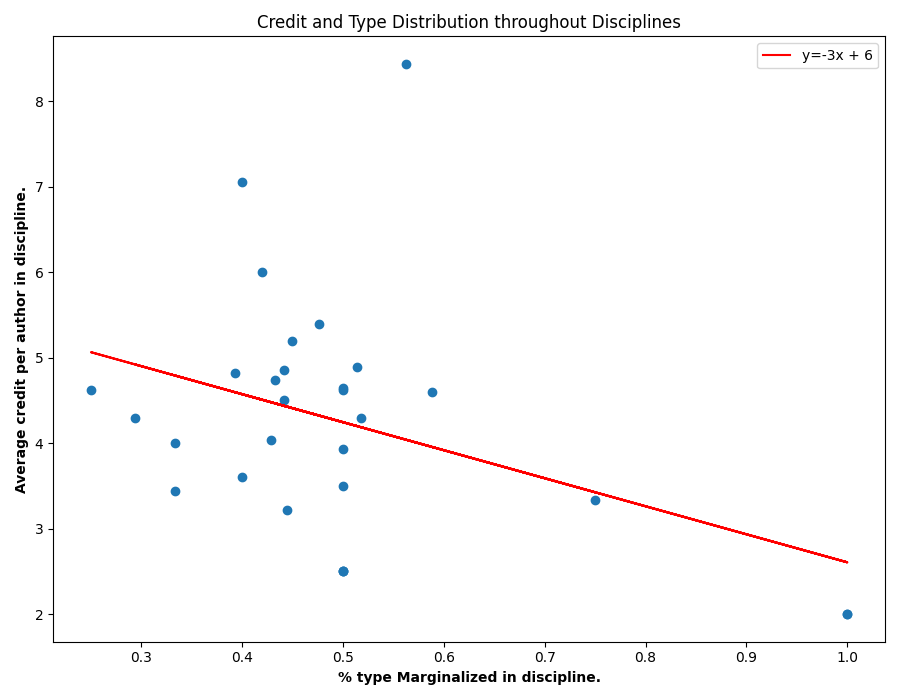 Credit and Type Distribution throughout Disciplines
y=-3x + 6
Average credit per author in discipline.
8
7
6
5
4
3
2
0.3 0.4 0.5 0.6 0.7 0.8 0.9 1.0
% type Marginalized in discipline.